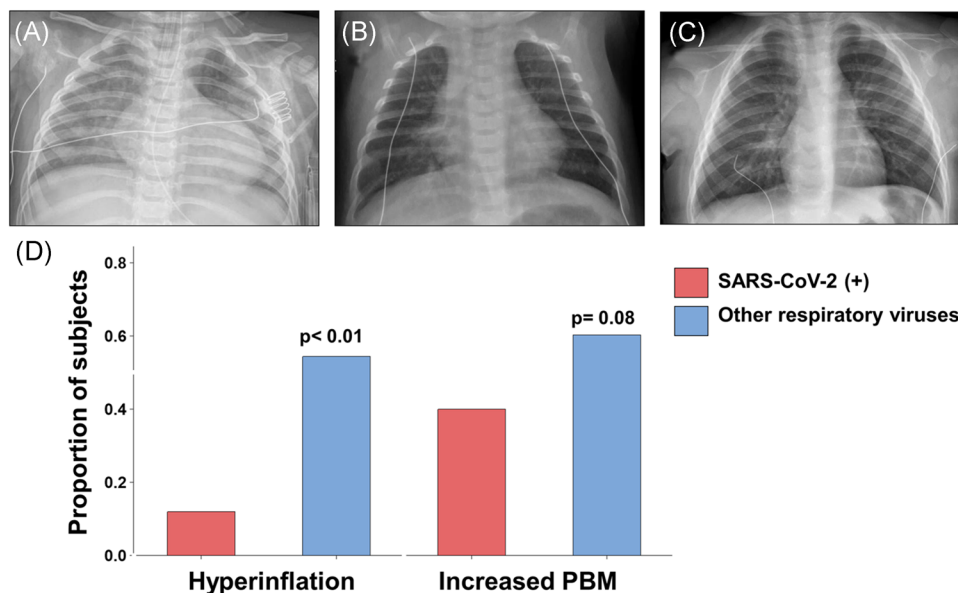 (A)
(B)
(C)
(D)
Proportion of subjects
0.8
0.6
0.4
0.2
0.0
p< 0.01
p= 0.08
Hyperinflation
Increased PBM
SARS-CoV-2 (+)
Other respiratory viruses